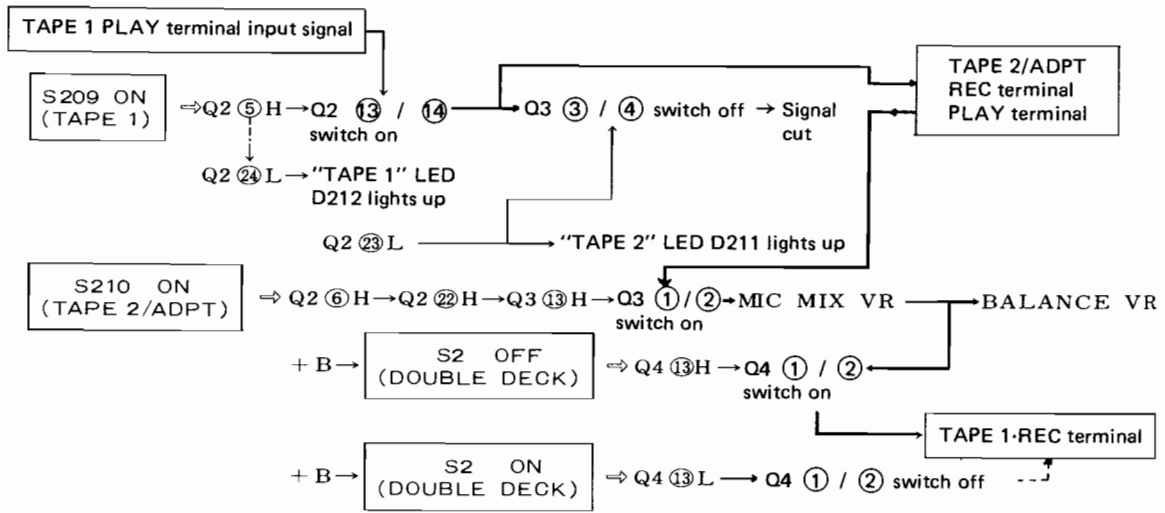 TAPE 1 PLAY terminal input signal
TAPE 2/ADPT
REC terminal
PLAY terminal
S209 ON
(TAPE 1)
⇨Q2 ⑤ H →Q2 ⑬ / ⑭ → Q3 ③ / ④ switch off → Signal
switch on
cut
Q2 ㉔ L → "TAPE 1" LED
D212 lights up
Q2 ㉓ L → "TAPE 2" LED D211 lights up
S210 ON
(TAPE 2/ADPT)
⇨ Q2 ⑥ H → Q2 ㉒ H → Q3 ⑬ H → Q3 ① / ② → MIC MIX VR → BALANCE VR
switch on
+ B → S2 OFF ⇨ Q4 ⑬ H → Q4 ① / ②
(DOUBLE DECK)
switch on
TAPE 1·REC terminal
+ B → S2 ON ⇨ Q4 ⑬ L → Q4 ① / ② switch off
(DOUBLE DECK)